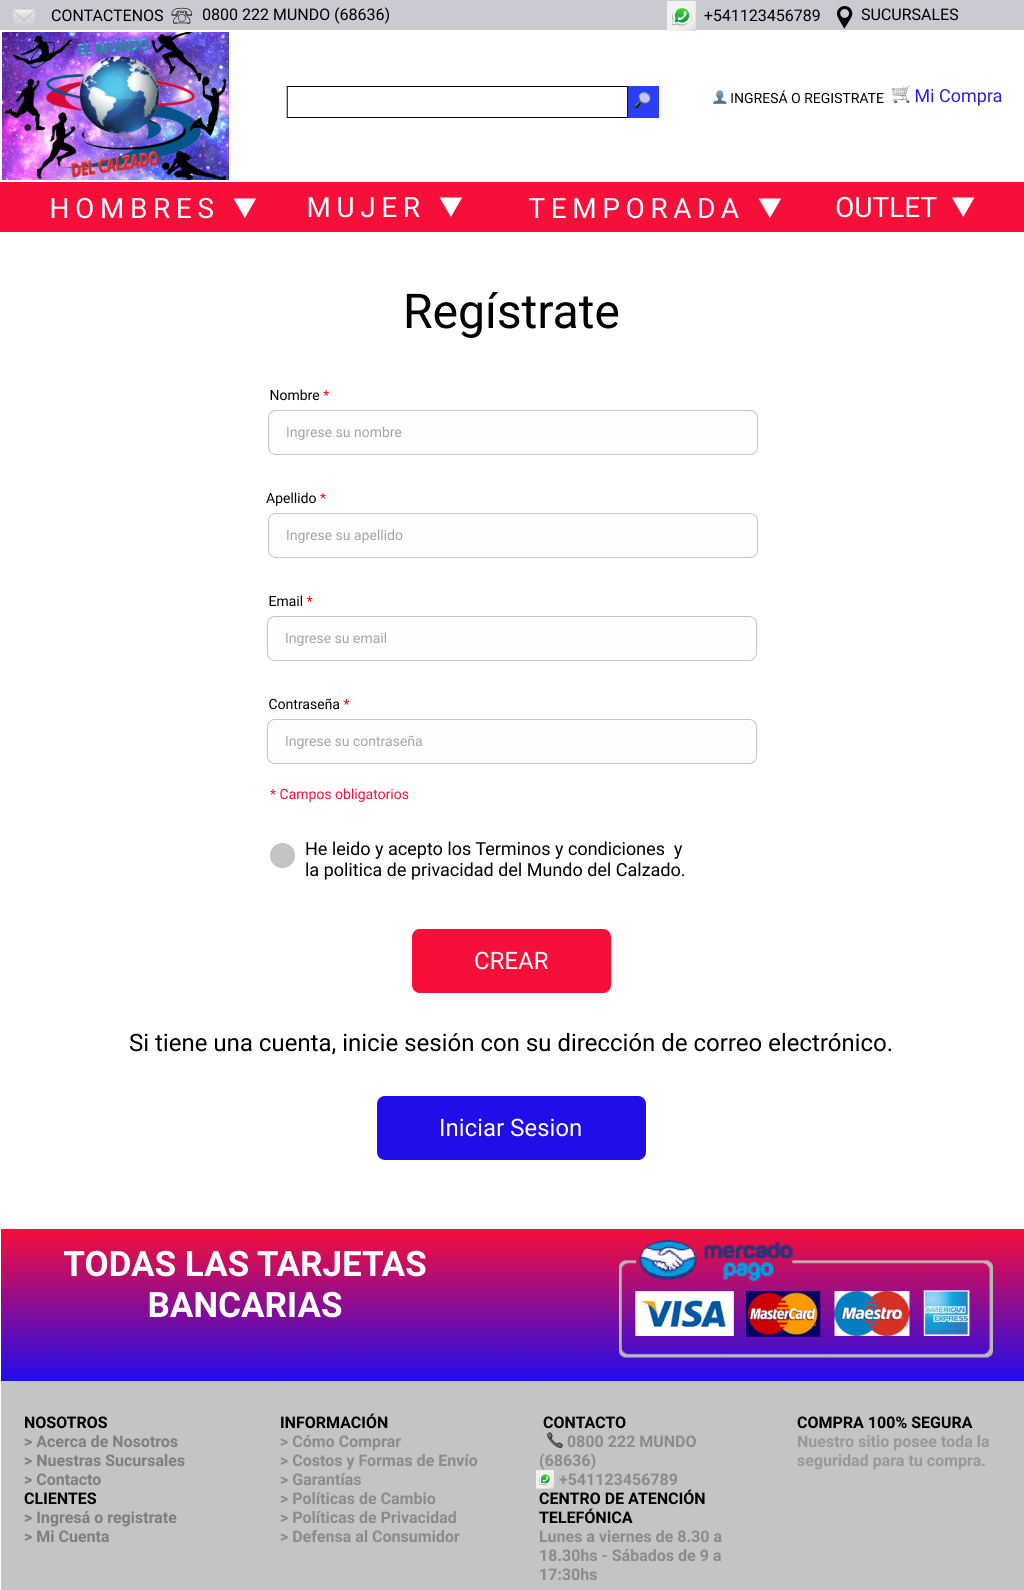 CONTACTENOS 0800 222 MUNDO (68636) +541123456789 SUCURSALES
EL MUNDO
DEL CALZADO
INGRESÁ O REGISTRATE Mi Compra
HOMBRES ▼ MUJER ▼ TEMPORADA ▼ OUTLET ▼
Regístrate
Nombre *
Ingrese su nombre
Apellido *
Ingrese su apellido
Email *
Ingrese su email
Contraseña *
Ingrese su contraseña
* Campos obligatorios
He leido y acepto los Terminos y condiciones y
la politica de privacidad del Mundo del Calzado.
CREAR
Si tiene una cuenta, inicie sesión con su dirección de correo electrónico.
Iniciar Sesion
TODAS LAS TARJETAS
BANCARIAS
mercado
pago
VISA MasterCard Maestro AMERICAN EXPRESS
NOSOTROS
> Acerca de Nosotros
> Nuestras Sucursales
> Contacto
CLIENTES
> Ingresá o registrate
> Mi Cuenta
INFORMACIÓN
> Cómo Comprar
> Costos y Formas de Envío
> Garantías
> Políticas de Cambio
> Políticas de Privacidad
> Defensa al Consumidor
CONTACTO
0800 222 MUNDO
(68636)
+541123456789
CENTRO DE ATENCIÓN
TELEFÓNICA
Lunes a viernes de 8.30 a
18.30hs - Sábados de 9 a
17:30hs
COMPRA 100% SEGURA
Nuestro sitio posee toda la
seguridad para tu compra.